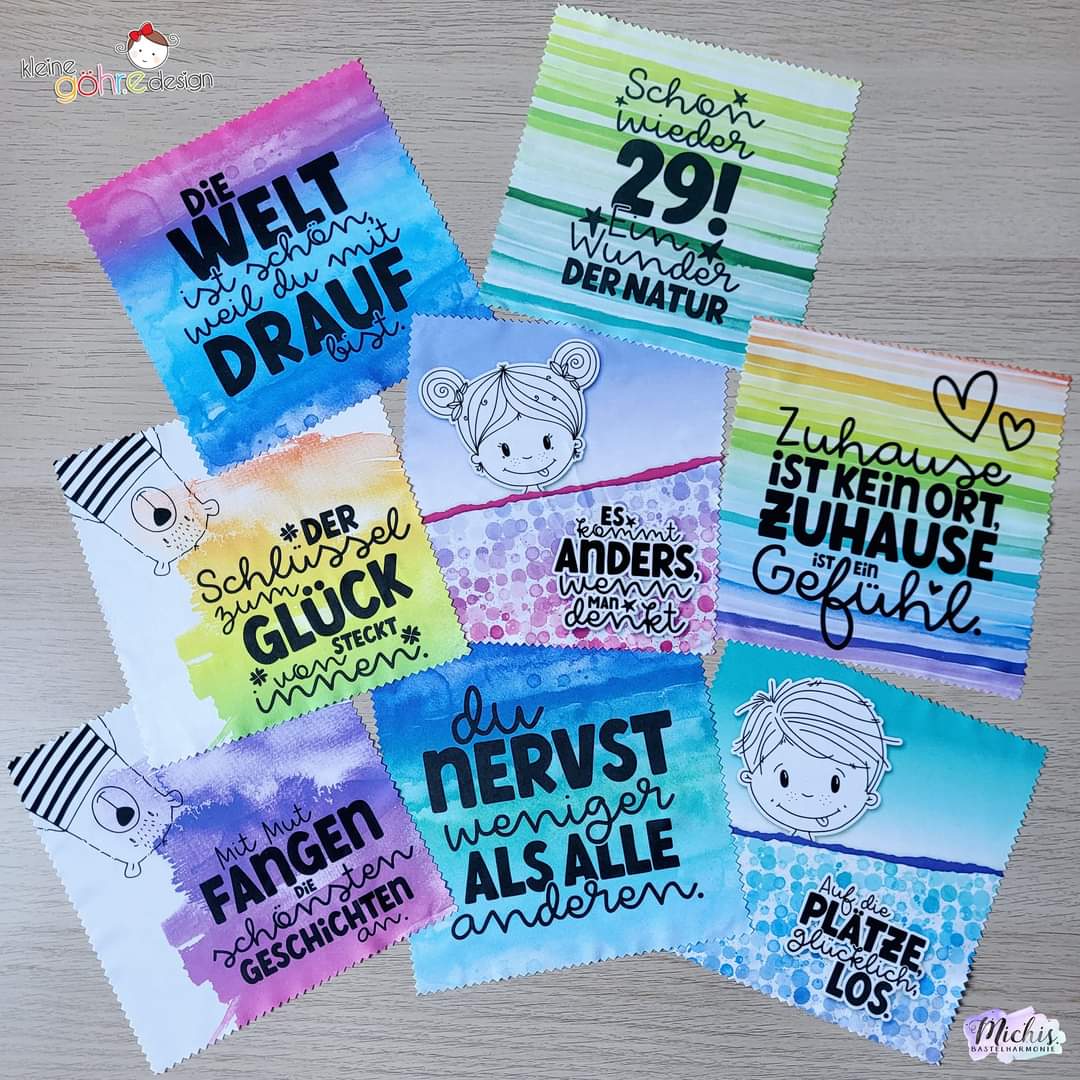 kleine
göhr.e design
DiE
WELT
ist schön,
weil du mit
DRAUF
bist.
Schon
wieder
29!
Ein
Wunder
DER NATUR
DER
Schlüssel
zum
GLÜCK
STECKT
von
innen.
ES
kommt
ANDERS,
wenn
MAN
denkt
Zuhause
iST KEin ORT,
ZUHAUSE
iST EiN
Gefühl.
Mit Mut
FANGEN
DiE
schönsten
GESCHiCHTEN
an.
du
NERVST
weniger
ALS ALLE
anderen.
Auf die
PLÄTZE,
glücklich,
LOS.
Michis
BASTELHARMONIE